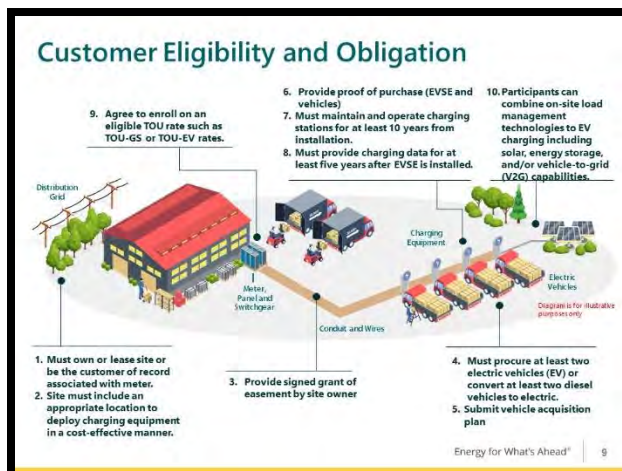 Customer Eligibility and Obligation
9. Agree to enroll on an
eligible TOU rate such as
TOU-GS or TOU-EV rates.
6. Provide proof of purchase (EVSE and
vehicles)
7. Must maintain and operate charging
stations for at least 10 years from
installation.
8. Must provide charging data for at
least five years after EVSE is installed.
10. Participants can
combine on-site load
management
technologies to EV
charging including
solar, energy storage,
and/or vehicle-to-grid
(V2G) capabilities.
Distribution
Grid
Charging
Equipment
Meter,
Panel and
Switchgear
Electric
Vehicles
Diagram is for illustrative
purposes only
Conduit and Wires
1. Must own or lease site or
be the customer of record
associated with meter.
2. Site must include an
appropriate location to
deploy charging equipment
in a cost-effective manner.
3. Provide signed grant of
easement by site owner
4. Must procure at least two
electric vehicles (EV) or
convert at least two diesel
vehicles to electric.
5. Submit vehicle acquisition
plan
Energy for What's Ahead® 9